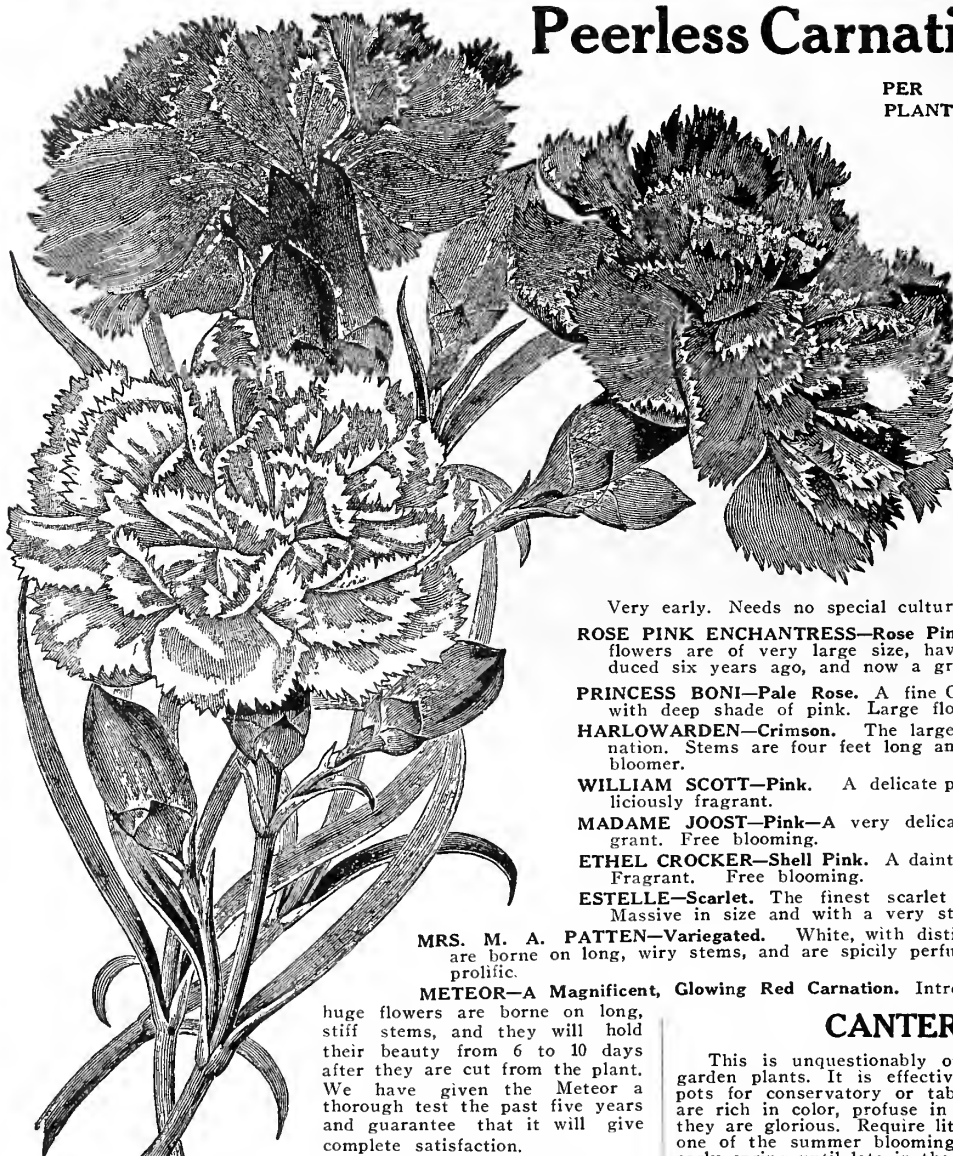 Peerless Carnati
PER
PLANT
Very early. Needs no special cultur
ROSE PINK ENCHANTRESS—Rose Pin
flowers are of very large size, hav
duced six years ago, and now a gr
PRINCESS BONI—Pale Rose. A fine C
with deep shade of pink. Large flo
HARLOWARDEN—Crimson. The large
nation. Stems are four feet long an
bloomer.
WILLIAM SCOTT—Pink. A delicate p
liciously fragrant.
MADAME JOOST—Pink—A very delica
grant. Free blooming.
ETHEL CROCKER—Shell Pink. A daint
Fragrant. Free blooming.
ESTELLE—Scarlet. The finest scarlet
Massive in size and with a very st
MRS. M. A. PATTEN—Variegated. White, with disti
are borne on long, wiry stems, and are spicily perfu
prolific.
METEOR—A Magnificent, Glowing Red Carnation. Intro
huge flowers are borne on long,
stiff stems, and they will hold
their beauty from 6 to 10 days
after they are cut from the plant.
We have given the Meteor a
thorough test the past five years
and guarantee that it will give
complete satisfaction.
CANTER
This is unquestionably o
garden plants. It is effectiv
pots for conservatory or tab
are rich in color, profuse in
they are glorious. Require lit
one of the summer blooming